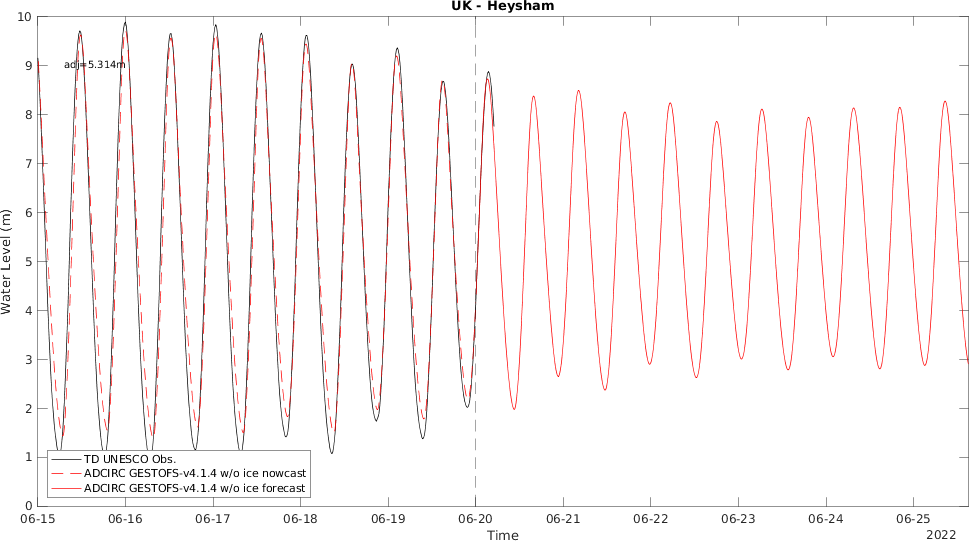 UK - Heysham
10
9
8
7
6
5
4
3
2
1
0
Water Level (m)
adj=5.314m
TD UNESCO Obs.
ADCIRC GESTOFS-v4.1.4 w/o ice nowcast
ADCIRC GESTOFS-v4.1.4 w/o ice forecast
06-15 06-16 06-17 06-18 06-19 06-20 06-21 06-22 06-23 06-24 06-25
Time
2022